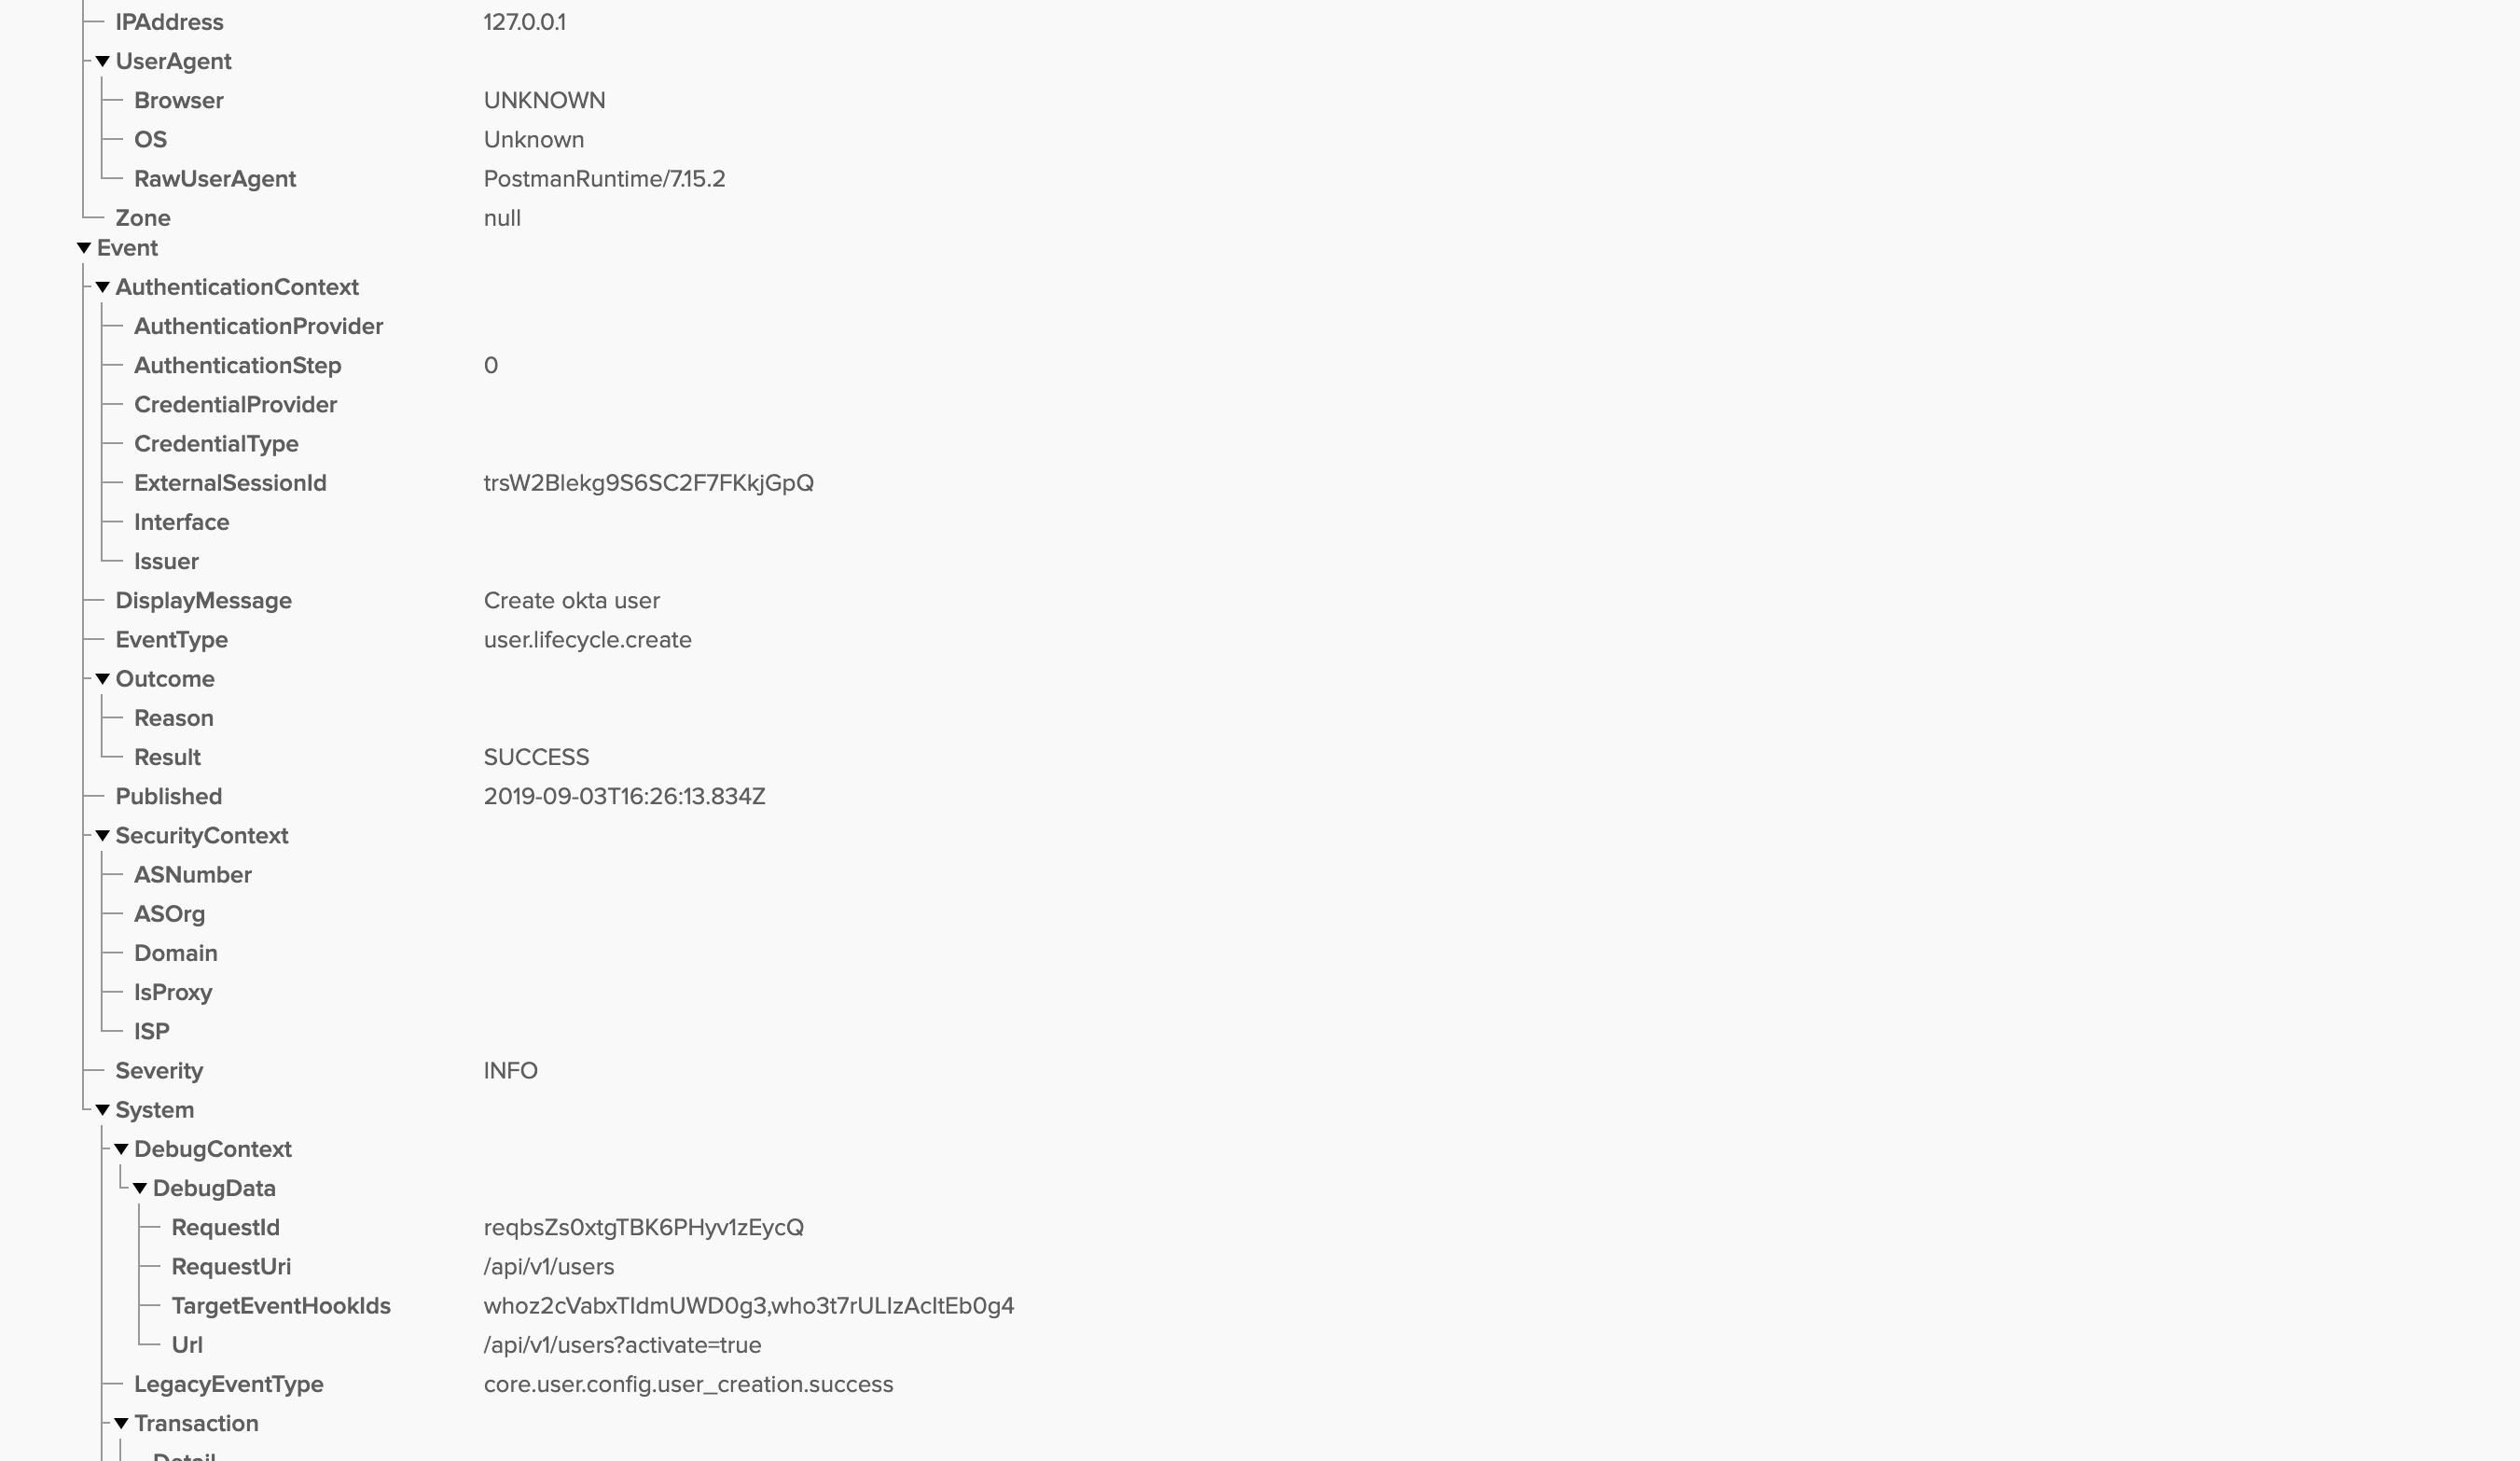 IPAddress 127.0.0.1
UserAgent
Browser UNKNOWN
OS Unknown
RawUserAgent PostmanRuntime/7.15.2
Zone null
Event
AuthenticationContext
AuthenticationProvider
AuthenticationStep 0
CredentialProvider
CredentialType
ExternalSessionId trsW2Blekg9S6SC2F7FKkjGpQ
Interface
Issuer
DisplayMessage Create okta user
EventType user.lifecycle.create
Outcome
Reason
Result SUCCESS
Published 2019-09-03T16:26:13.834Z
SecurityContext
ASNumber
ASOrg
Domain
IsProxy
ISP
Severity INFO
System
DebugContext
DebugData
RequestId reqbsZs0xtgTBK6PHyv1zEycQ
RequestUri /api/v1/users
TargetEventHookIds whoz2cVabxTIdmUWD0g3,who3t7rULIzAcItEb0g4
Url /api/v1/users?activate=true
LegacyEventType core.user.config.user_creation.success
Transaction
Detail